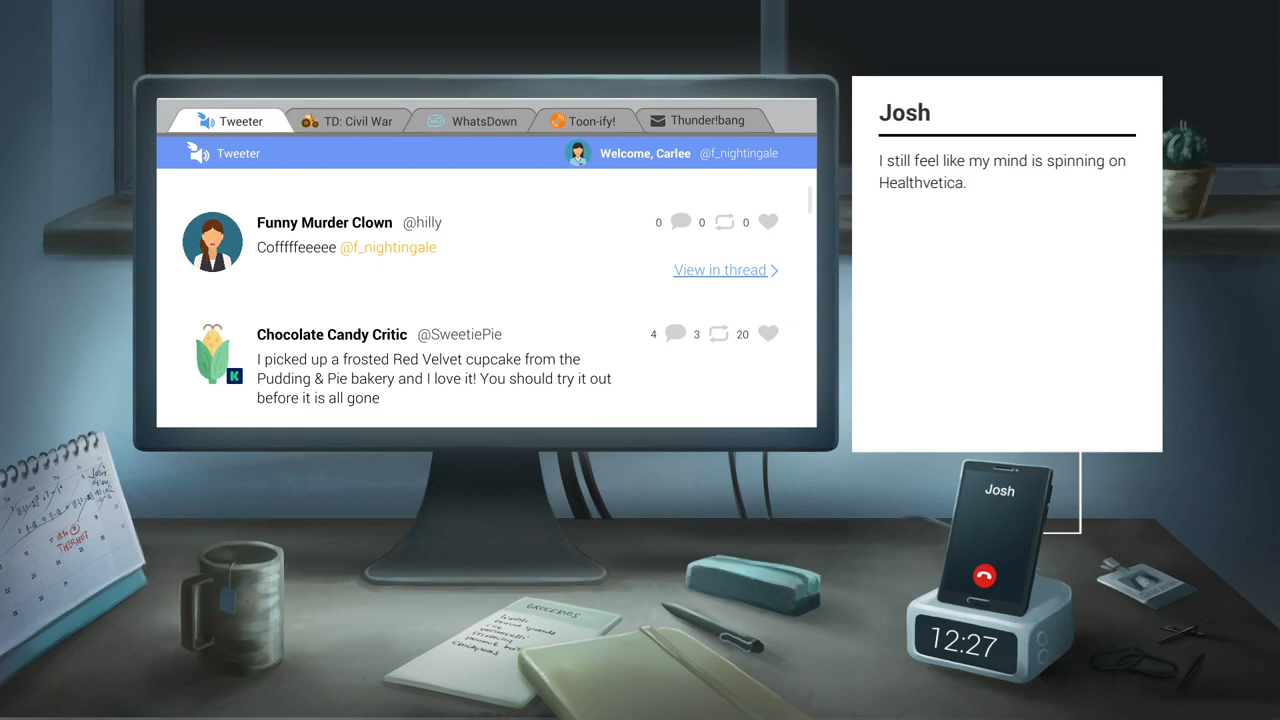 Tweeter
TD: Civil War
WhatsDown
Toon-ify!
Thunder!bang
Tweeter
Welcome, Carlee @f_nightingale
Funny Murder Clown @hilly
0 0 0
Cofffffeeeee @f_nightingale
View in thread
Chocolate Candy Critic @SweetiePie
4 3 20
K
I picked up a frosted Red Velvet cupcake from the
Pudding & Pie bakery and I love it! You should try it out
before it is all gone
Josh
I still feel like my mind is spinning on
Healthvetica.
Josh
12:27
GROCERIES
THERAPIST